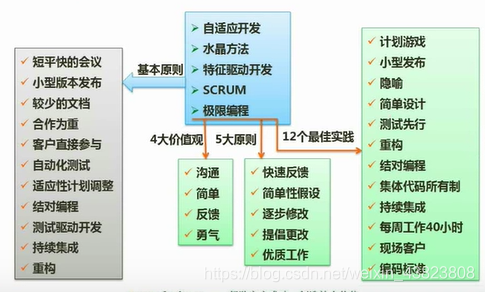 短平快的会议
小型版本发布
较少的文档
合作为重
客户直接参与
自动化测试
适应性计划调整
结对编程
测试驱动开发
持续集成
重构
基本原则
自适应开发
水晶方法
特征驱动开发
SCRUM
极限编程
4大价值观
5大原则
12个最佳实践
沟通
简单
反馈
勇气
快速反馈
简单性假设
逐步修改
提倡更改
优质工作
计划游戏
小型发布
隐喻
简单设计
测试先行
重构
结对编程
集体代码所有制
持续集成
每周工作40小时
现场客户
编码标准